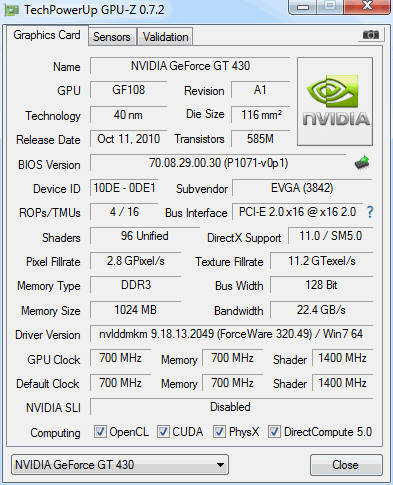 TechPowerUp GPU-Z 0.7.2
Graphics Card Sensors Validation
Name NVIDIA GeForce GT 430
GPU GF108 Revision A1
Technology 40 nm Die Size 116 mm²
Release Date Oct 11, 2010 Transistors 585M
NVIDIA
BIOS Version 70.08.29.00.30 (P1071-v0p1)
Device ID 10DE - 0DE1 Subvendor EVGA (3842)
ROPs/TMUs 4 / 16 Bus Interface PCI-E 2.0 x16 @ x16 2.0 ?
Shaders 96 Unified DirectX Support 11.0 / SM5.0
Pixel Fillrate 2.8 GPixel/s Texture Fillrate 11.2 GTexel/s
Memory Type DDR3 Bus Width 128 Bit
Memory Size 1024 MB Bandwidth 22.4 GB/s
Driver Version nvlddmkm 9.18.13.2049 (ForceWare 320.49) / Win7 64
GPU Clock 700 MHz Memory 700 MHz Shader 1400 MHz
Default Clock 700 MHz Memory 700 MHz Shader 1400 MHz
NVIDIA SLI Disabled
Computing OpenCL CUDA PhysX DirectCompute 5.0
NVIDIA GeForce GT 430 Close